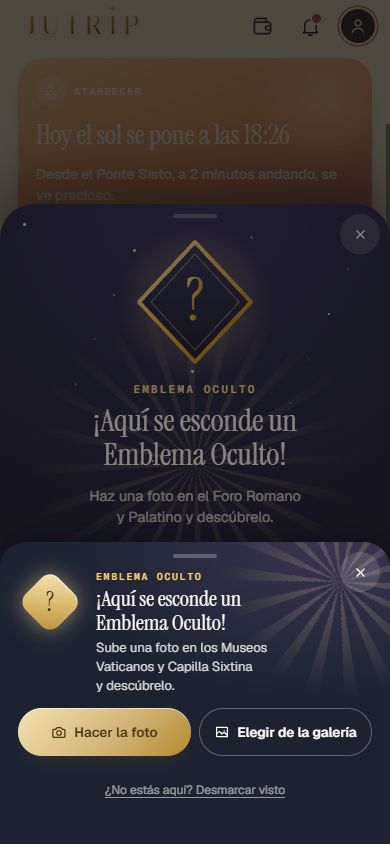 JUTRIP
ATARDECER
Hoy el sol se pone a las 18:26
Desde el Ponte Sisto, a 2 minutos andando, se
ve precioso.
?
EMBLEMA OCULTO
¡Aquí se esconde un
Emblema Oculto!
Haz una foto en el Foro Romano
y Palatino y descúbrelo.
?
EMBLEMA OCULTO
¡Aquí se esconde un
Emblema Oculto!
Sube una foto en los Museos
Vaticanos y Capilla Sixtina
y descúbrelo.
Hacer la foto
Elegir de la galería
¿No estás aquí? Desmarcar visto